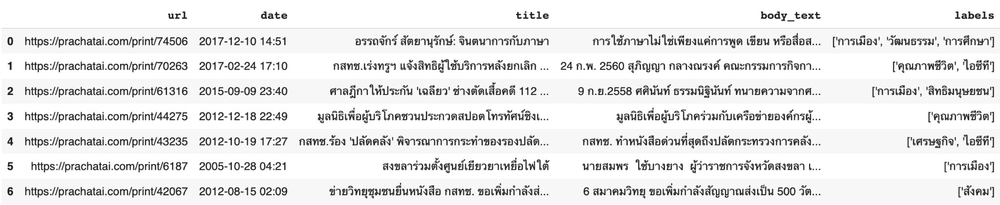 url date title body_text labels
0 https://prachatai.com/print/74506 2017-12-10 14:51 อรรถจักร์ สัตยานุรักษ์: จินตนาการกับภาษา การใช้ภาษาไม่ใช่เพียงแค่การพูด เขียน หรือสื่อส... ['การเมือง', 'วัฒนธรรม', 'การศึกษา']
1 https://prachatai.com/print/70263 2017-02-24 17:10 กสทช.เร่งทรูฯ แจ้งสิทธิผู้ใช้บริการหลังยกเลิก ... 24 ก.พ. 2560 สุภิญญา กลางณรงค์ คณะกรรมการกิจกา... ['คุณภาพชีวิต', 'ไอซีที']
2 https://prachatai.com/print/61316 2015-09-09 23:40 ศาลฎีกาให้ประกัน 'เฉลียว' ช่างตัดเสื้อคดี 112 ... 9 ก.ย.2558 ศศินันท์ ธรรมนิฐินันท์ ทนายความจากศ... ['การเมือง', 'สิทธิมนุษยชน']
3 https://prachatai.com/print/44275 2012-12-18 22:49 มูลนิธิเพื่อผู้บริโภคชวนประกวดสปอตโทรทัศน์ชิงเ... มูลนิธิเพื่อผู้บริโภคร่วมกับเครือข่ายองค์กรผู้... ['คุณภาพชีวิต']
4 https://prachatai.com/print/43235 2012-10-19 17:27 กสทช.ร้อง 'ปลัดคลัง' พิจารณาการกระทำของรองปลัด... กสทช. ทำหนังสือด่วนที่สุดถึงปลัดกระทรวงการคลัง... ['เศรษฐกิจ', 'ไอซีที']
5 https://prachatai.com/print/6187 2005-10-28 04:21 สงขลาร่วมตั้งศูนย์เยียวยาเหยื่อไฟใต้ นายสมพร  ใช้บางยาง  ผู้ว่าราชการจังหวัดสงขลา เ... ['การเมือง']
6 https://prachatai.com/print/42067 2012-08-15 02:09 ข่ายวิทยุชุมชนยื่นหนังสือ กสทช. ขอเพิ่มกำลังส่... 6 สมาคมวิทยุ ขอเพิ่มกำลังสัญญาณส่งเป็น 500 วัต... ['สังคม']